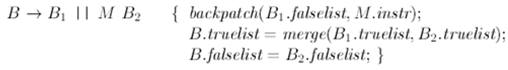 B → B₁ || M B₂ { backpatch(B₁.falselist, M.instr);
B.truelist = merge(B₁.truelist, B₂.truelist);
B.falselist = B₂.falselist; }